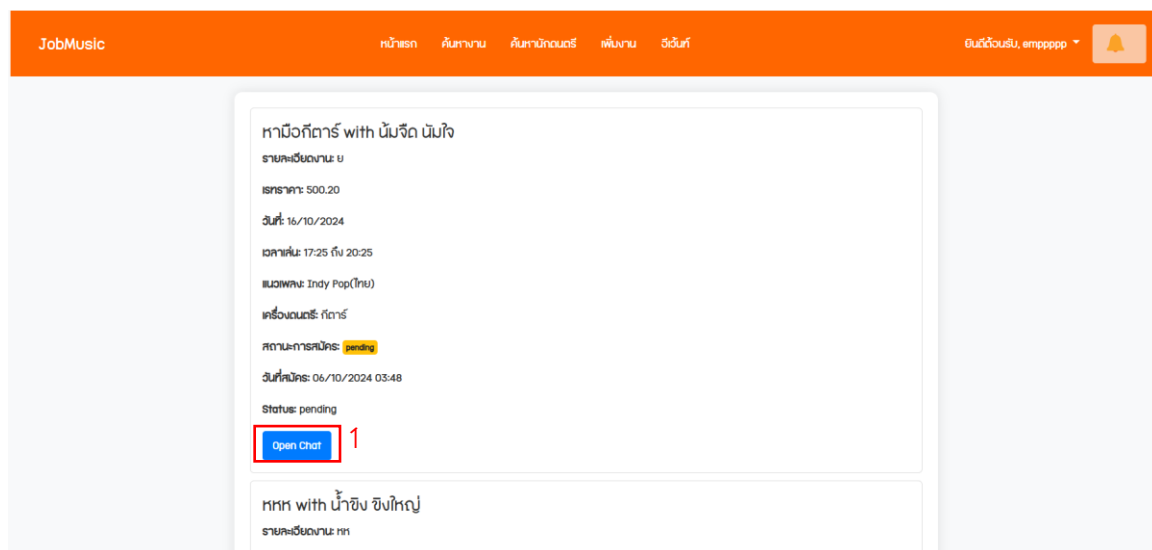 JobMusic หน้าแรก ค้นหางาน ค้นหานักดนตรี เพิ่มงาน อีเว้นท์ ยินดีต้อนรับ, emppppp
หามือกีตาร์ with นุ้มจืด นุ่มใจ
รายละเอียดงาน: ย
เรทราคา: 500.20
วันที่: 16/10/2024
เวลาเล่น: 17:25 ถึง 20:25
แนวเพลง: Indy Pop(ไทย)
เครื่องดนตรี: กีตาร์
สถานะการสมัคร: pending
วันที่สมัคร: 06/10/2024 03:48
Status: pending
Open Chat 1
หหห with น้ำขิง ขิงใหญ่
รายละเอียดงาน: หห